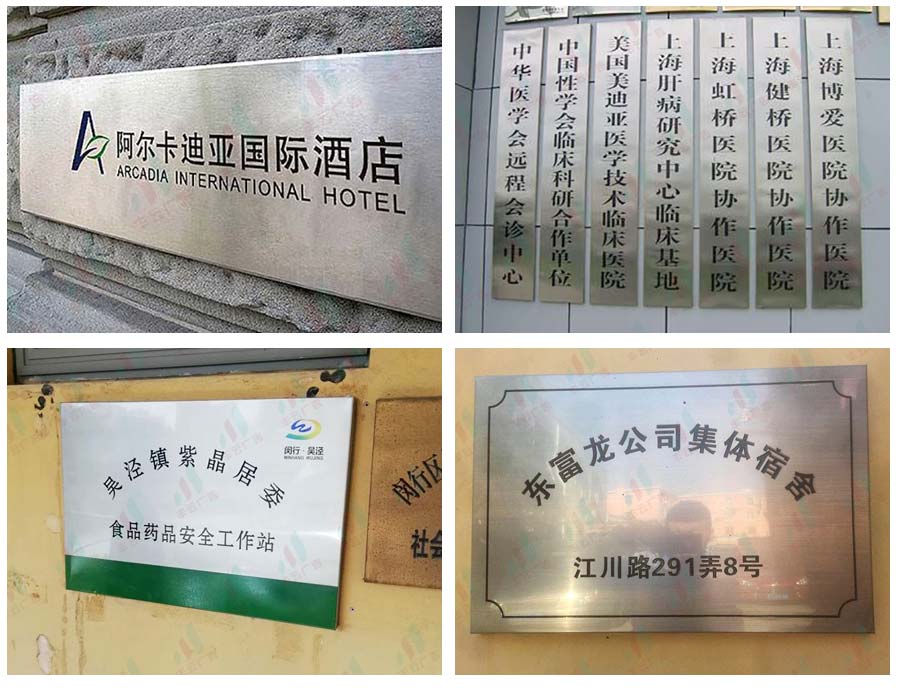 阿尔卡迪亚国际酒店
ARCADIA INTERNATIONAL HOTEL
中华医学会远程会诊中心
中国性学会临床科研合作单位
美国美迪亚医学技术临床医院
上海肝病研究中心临床基地
上海虹桥医院协作医院
上海健桥医院协作医院
上海博爱医院协作医院
闵行·吴泾
MINHANG WUJING
吴泾镇紫晶居委
食品药品安全工作站
闵行区
社会
东富龙公司集体宿舍
江川路291弄8号